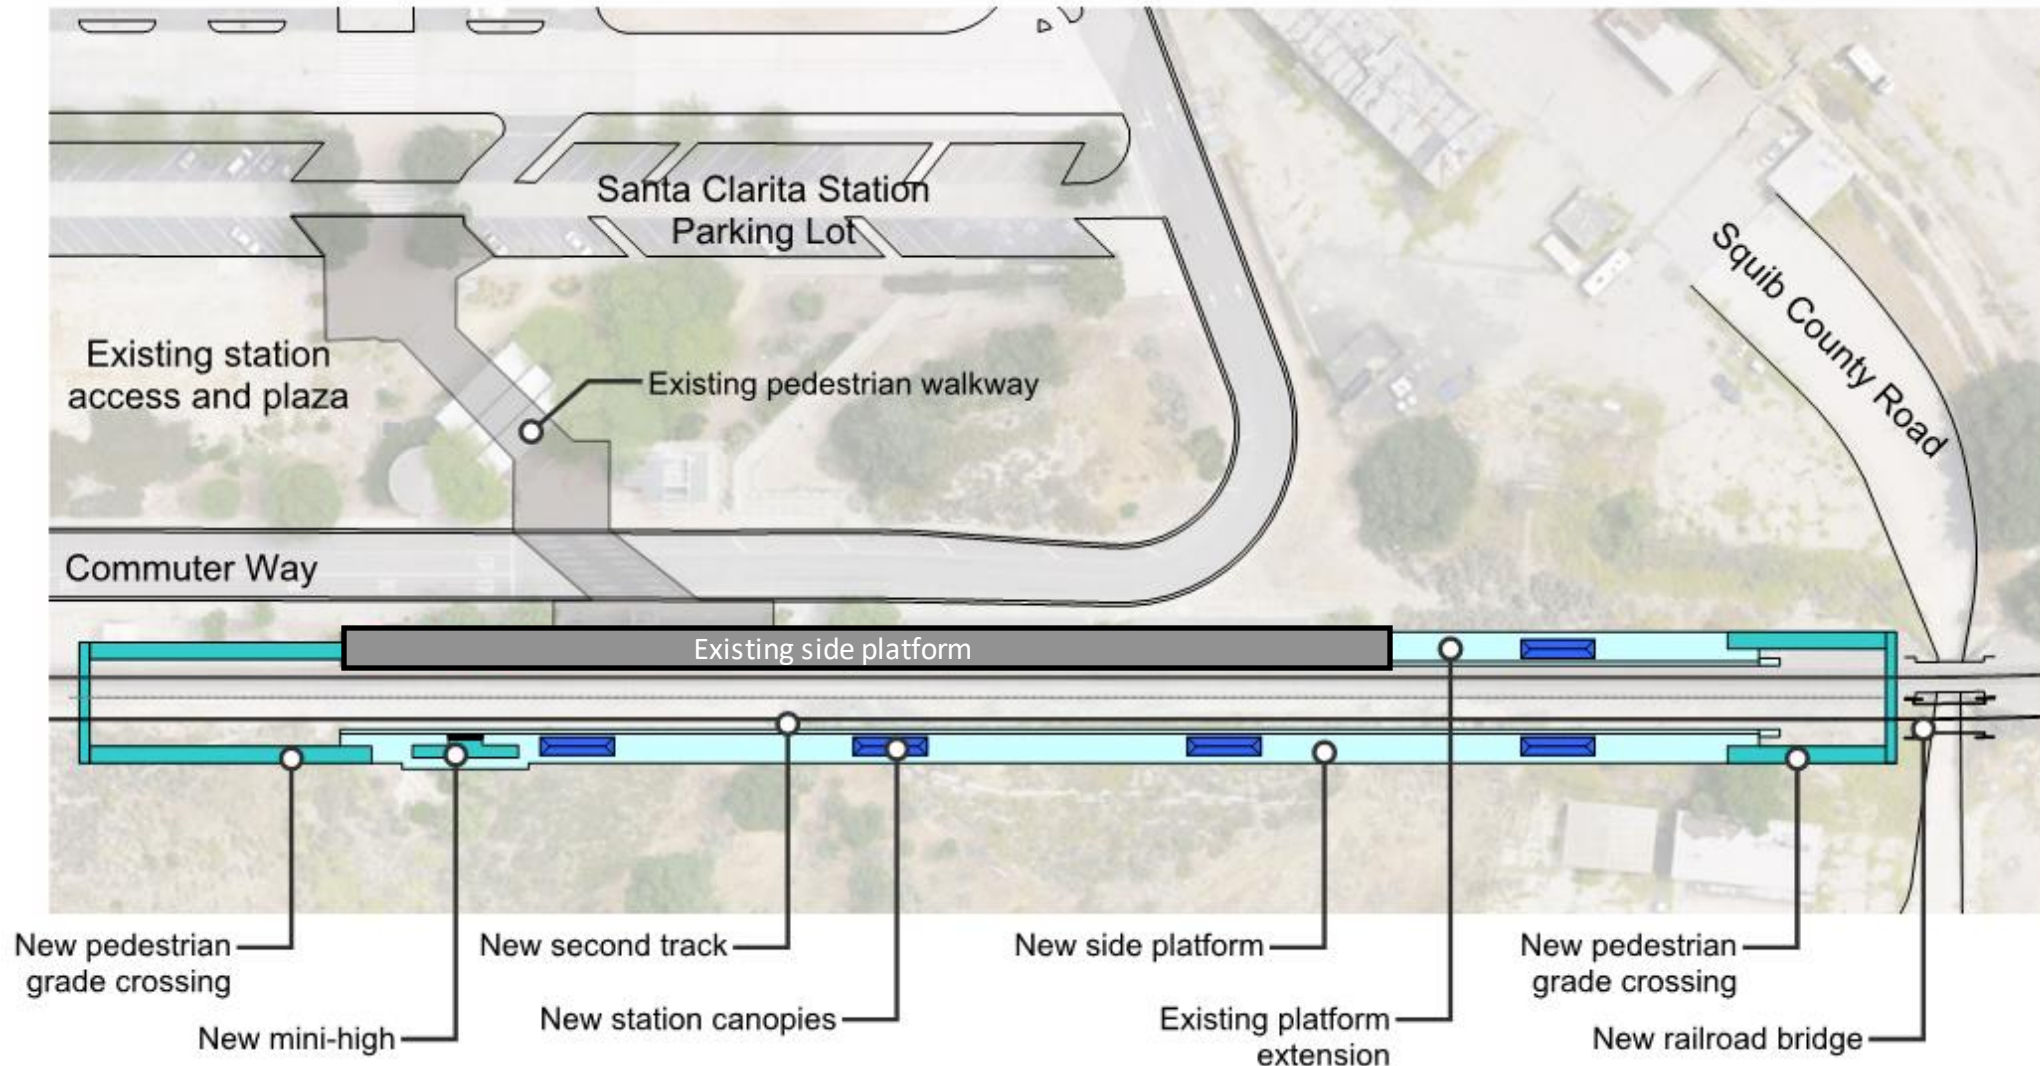 Santa Clarita Station
Parking Lot
Squib County Road
Existing station
access and plaza
Existing pedestrian walkway
Commuter Way
Existing side platform
New pedestrian
grade crossing
New mini-high
New second track
New station canopies
New side platform
Existing platform
extension
New pedestrian
grade crossing
New railroad bridge